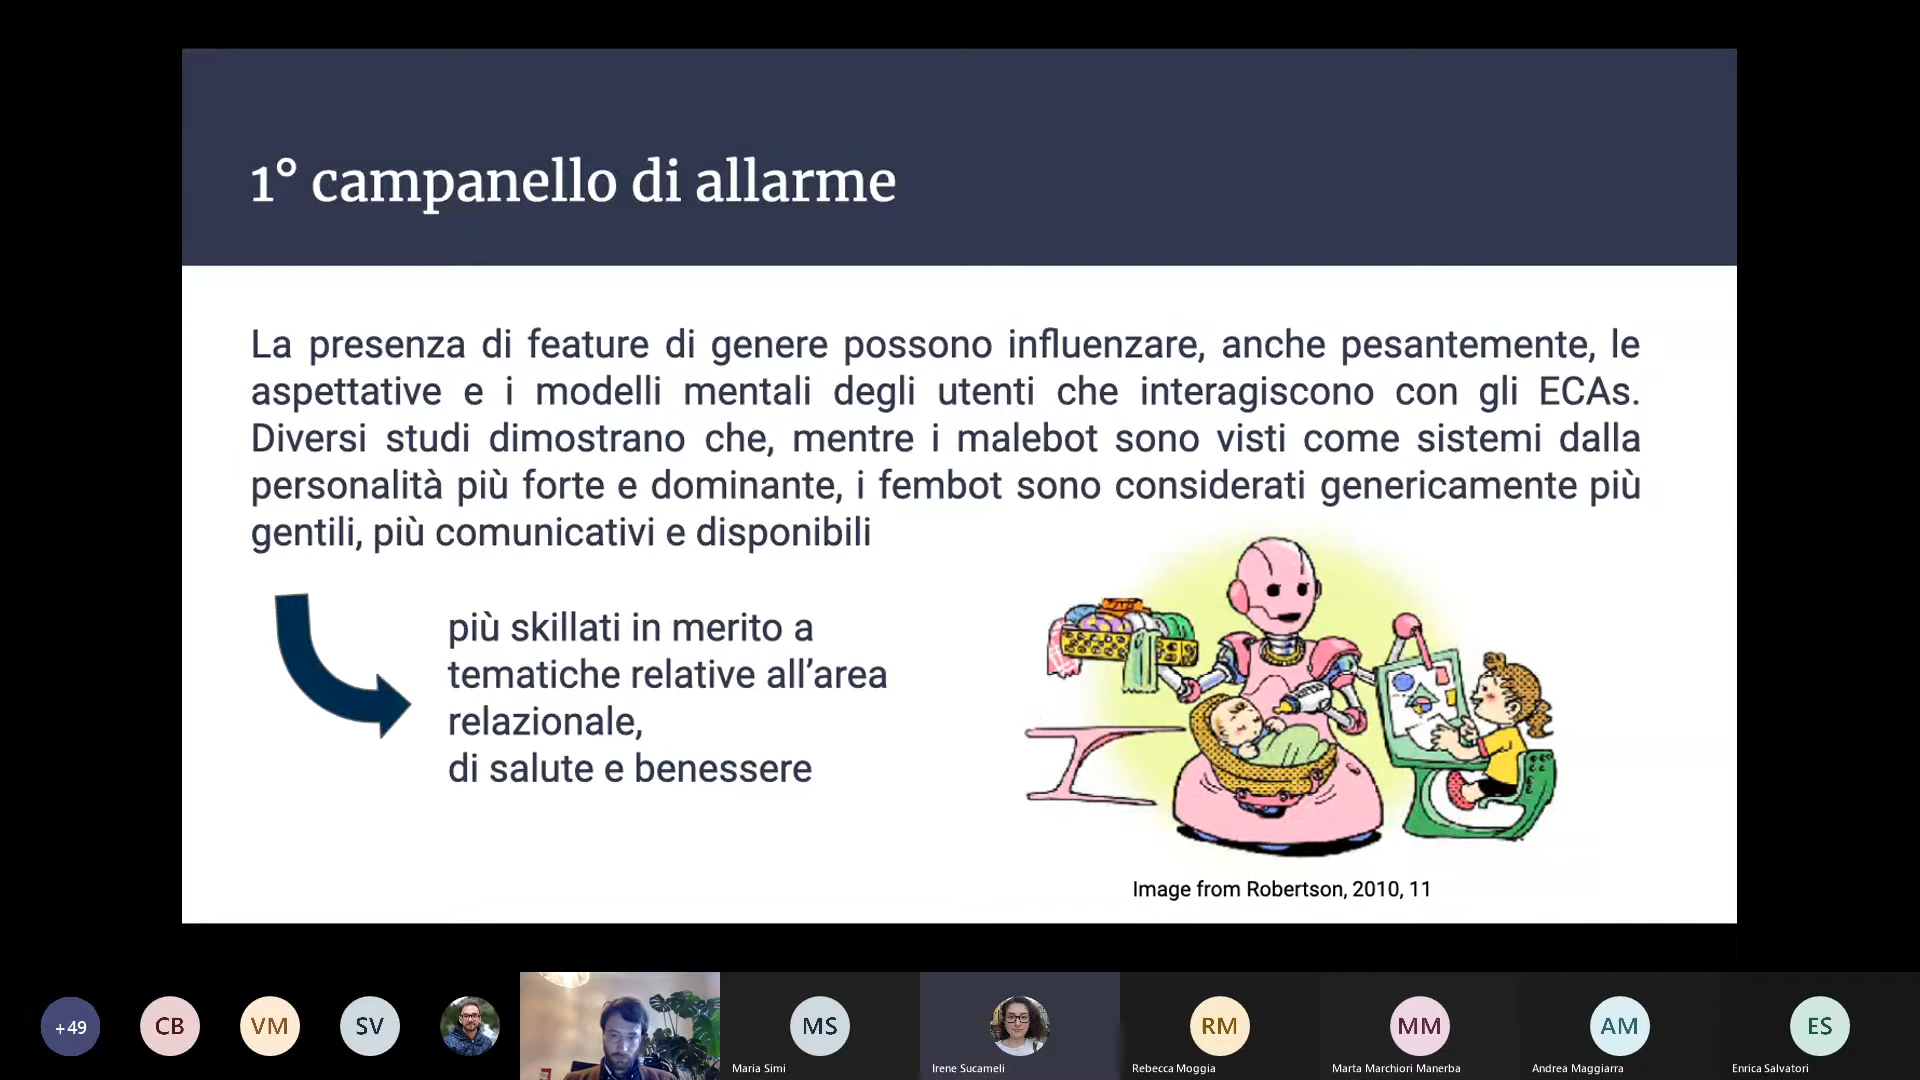 1° campanello di allarme
La presenza di feature di genere possono influenzare, anche pesantemente, le
aspettative e i modelli mentali degli utenti che interagiscono con gli ECAs.
Diversi studi dimostrano che, mentre i malebot sono visti come sistemi dalla
personalità più forte e dominante, i fembot sono considerati genericamente più
gentili, più comunicativi e disponibili
più skillati in merito a
tematiche relative all’area
relazionale,
di salute e benessere
Image from Robertson, 2010, 11
+49
CB
VM
SV
MS
Maria Simi
Irene Sucameli
RM
Rebecca Moggia
MM
Marta Marchiori Manerba
AM
Andrea Maggiarra
ES
Enrica Salvatori